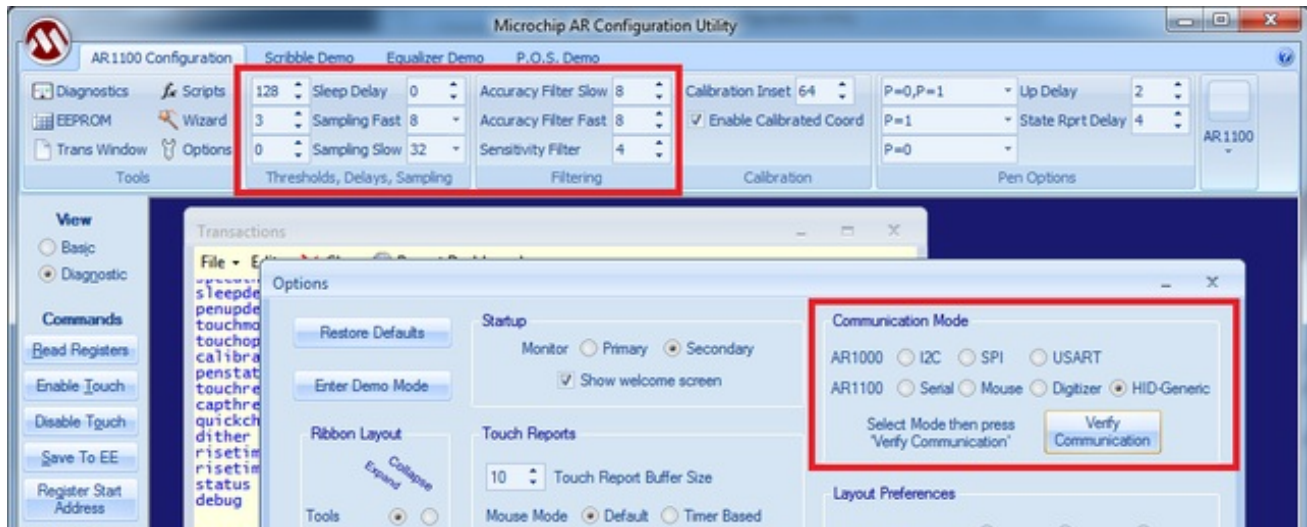 Microchip AR Configuration Utility
AR1100 Configuration Scribble Demo Equalizer Demo P.O.S. Demo
Diagnostics fx Scripts 128 Sleep Delay 0 Accuracy Filter Slow 8 Calibration Inset 64 P=0,P=1 Up Delay 2
EEPROM Wizard 3 Sampling Fast 8 Accuracy Filter Fast 8 Enable Calibrated Coord P=1 State Rprt Delay 4
Trans Window Options 0 Sampling Slow 32 Sensitivity Filter 4 P=0 AR1100
Tools Thresholds, Delays, Sampling Filtering Calibration Pen Options
View
Basic
Diagnostic
Commands
Read Registers
Enable Touch
Disable Touch
Save To EE
Register Start
Address
Transactions
File
sleepde
penupde
touchmo
touchop
calibra
penstat
touchre
capthre
quickch
dither
risetim
risetim
status
debug
Options
Restore Defaults
Enter Demo Mode
Ribbon Layout
Expand Collapse
Tools
Startup
Monitor Primary Secondary
Show welcome screen
Touch Reports
10 Touch Report Buffer Size
Mouse Mode Default Timer Based
Communication Mode
AR1000 I2C SPI USART
AR1100 Serial Mouse Digitizer HID-Generic
Select Mode then press
'Verify Communication'
Verify
Communication
Layout Preferences